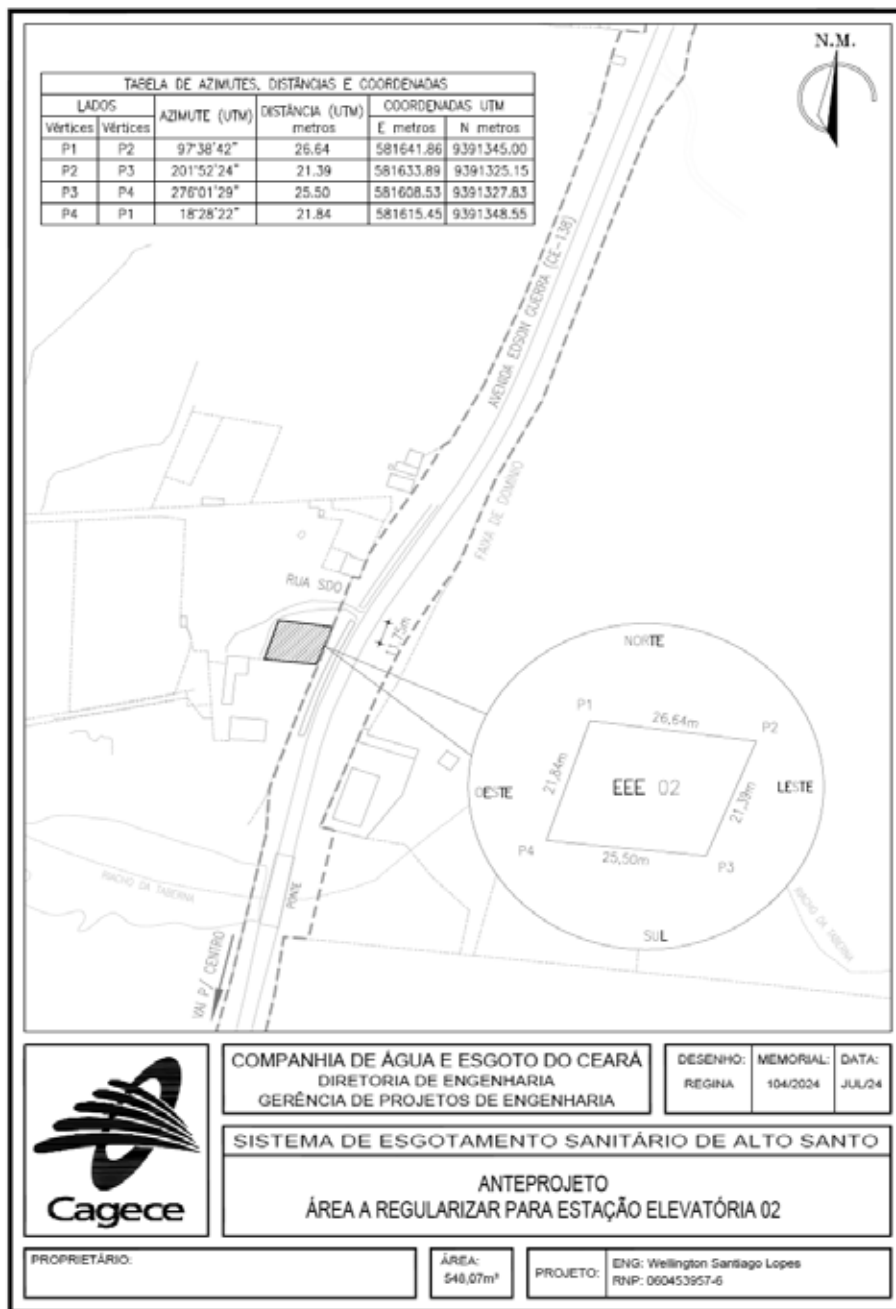 N.M.
TABELA DE AZIMUTES, DISTÂNCIAS E COORDENADAS
LADOS AZIMUTE (UTM) DISTÂNCIA (UTM) metros COORDENADAS UTM
Vértices Vértices E metros N metros
P1 P2 97°38'42" 26.64 581641.86 9391345.00
P2 P3 201°52'24" 21.39 581633.89 9391325.15
P3 P4 276°01'29" 25.50 581608.53 9391327.83
P4 P1 18°28'22" 21.84 581615.45 9391348.55
AVENIDA EDSON GUERRA (CE-138)
FAIXA DE DOMINIO
RUA SDO
11,75m
NORTE
P1
26,64m
P2
21,84m
OESTE
EEE 02
LESTE
21,39m
P4
25,50m
P3
SUL
RIACHO DA TABERNA
PONTE
RIACHO DA TABERNA
VAI P/ CENTRO
Cagece
COMPANHIA DE ÁGUA E ESGOTO DO CEARÁ
DIRETORIA DE ENGENHARIA
GERÊNCIA DE PROJETOS DE ENGENHARIA
DESENHO: MEMORIAL: DATA:
REGINA 104/2024 JUL/24
SISTEMA DE ESGOTAMENTO SANITÁRIO DE ALTO SANTO
ANTEPROJETO
ÁREA A REGULARIZAR PARA ESTAÇÃO ELEVATÓRIA 02
PROPRIETÁRIO:
ÁREA:
548,07m²
PROJETO:
ENG: Wellington Santiago Lopes
RNP: 060453957-6